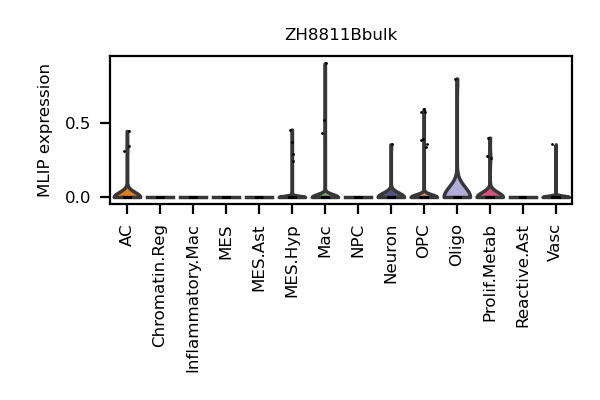 ZH8811Bbulk
MLIP expression
0.5
0.0
AC
Chromatin.Reg
Inflammatory.Mac
MES
MES.Ast
MES.Hyp
Mac
NPC
Neuron
OPC
Oligo
Prolif.Metab
Reactive.Ast
Vasc